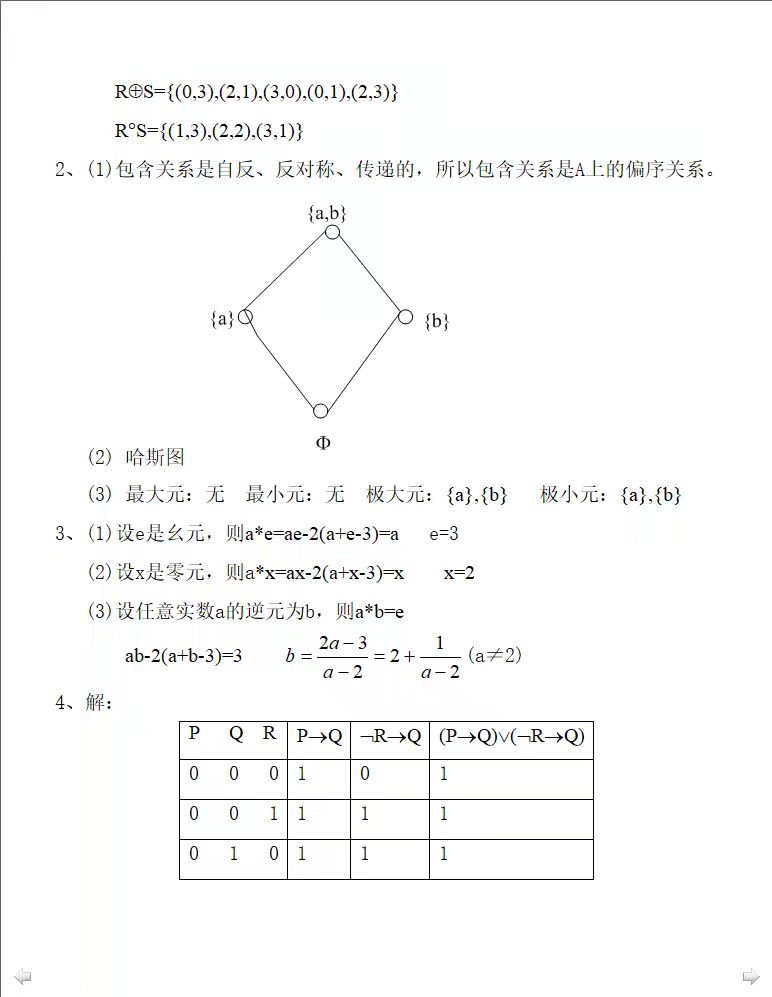 R⊕S={(0,3),(2,1),(3,0),(0,1),(2,3)}
R°S={(1,3),(2,2),(3,1)}
2、(1)包含关系是自反、反对称、传递的，所以包含关系是A上的偏序关系。
{a,b}
{a} {b}
Φ
(2) 哈斯图
(3) 最大元：无 最小元：无 极大元：{a},{b} 极小元：{a},{b}
3、(1)设e是幺元，则a*e=ae-2(a+e-3)=a e=3
(2)设x是零元，则a*x=ax-2(a+x-3)=x x=2
(3)设任意实数a的逆元为b，则a*b=e
ab-2(a+b-3)=3 b = (2a−3)/(a−2) = 2 + 1/(a−2) (a≠2)
4、解：
P Q R P→Q ¬R→Q (P→Q)∨(¬R→Q)
0 0 0 1 0 1
0 0 1 1 1 1
0 1 0 1 1 1